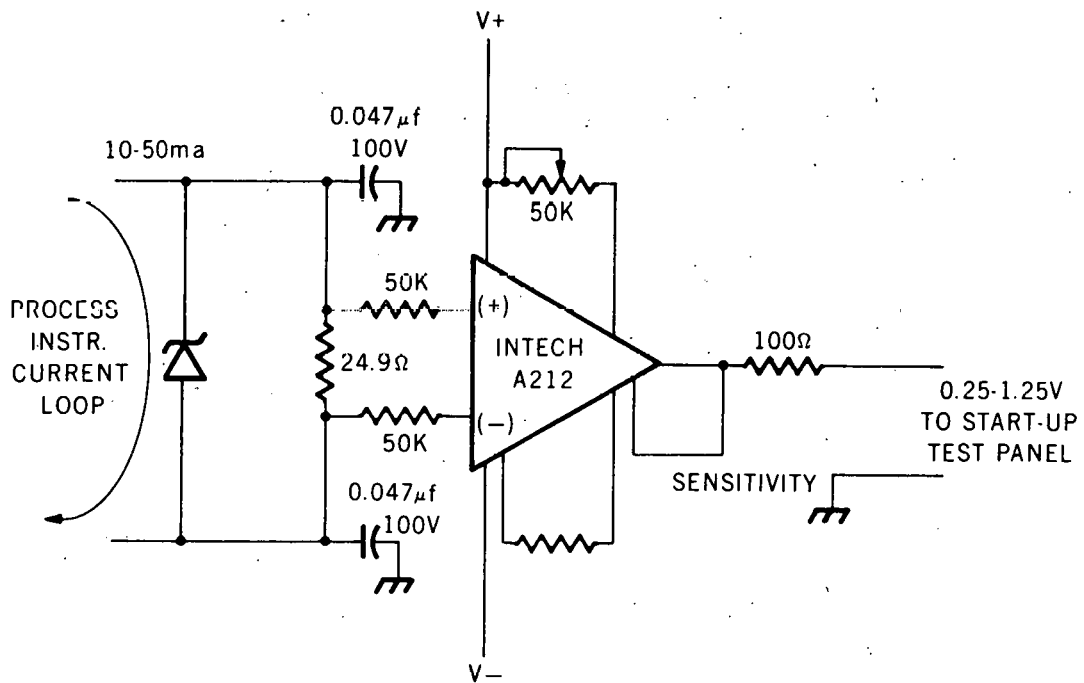 V+
0.047μf
100V
10-50ma
50K
50K
(+)
PROCESS
INSTR.
CURRENT
LOOP
INTECH
A212
24.9Ω
100Ω
0.25-1.25V
TO START-UP
TEST PANEL
(−)
50K
SENSITIVITY
0.047μf
100V
V−